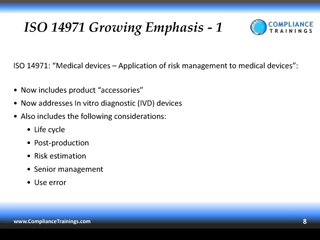 ISO 14971 Growing Emphasis - 1
COMPLIANCE
TRAININGS
ISO 14971: “Medical devices – Application of risk management to medical devices”:
• Now includes product “accessories”
• Now addresses In vitro diagnostic (IVD) devices
• Also includes the following considerations:
• Life cycle
• Post-production
• Risk estimation
• Senior management
• Use error
www.ComplianceTrainings.com
8